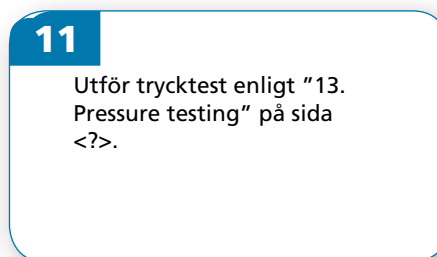 11
Utför trycktest enligt ”13.
Pressure testing” på sida
<?>.